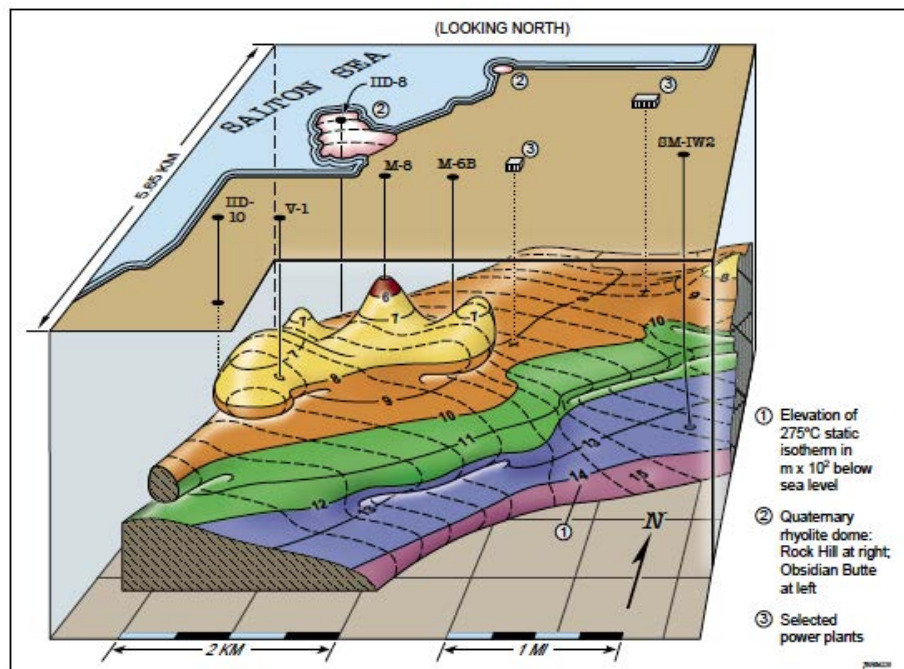 (LOOKING NORTH)
SALTON SEA
5.65 KM
IID-8
②
②
③
③
SM-IW2
M-8
M-6B
IID-
10
V-1
6
7
7
7
7
8
8
9
9
10
10
11
12
13
13
14
15
①
N
2 KM
1 MI
① Elevation of
275°C static
isotherm in
m x 10² below
sea level
② Quaternary
rhyolite dome:
Rock Hill at right;
Obsidian Butte
at left
③ Selected
power plants